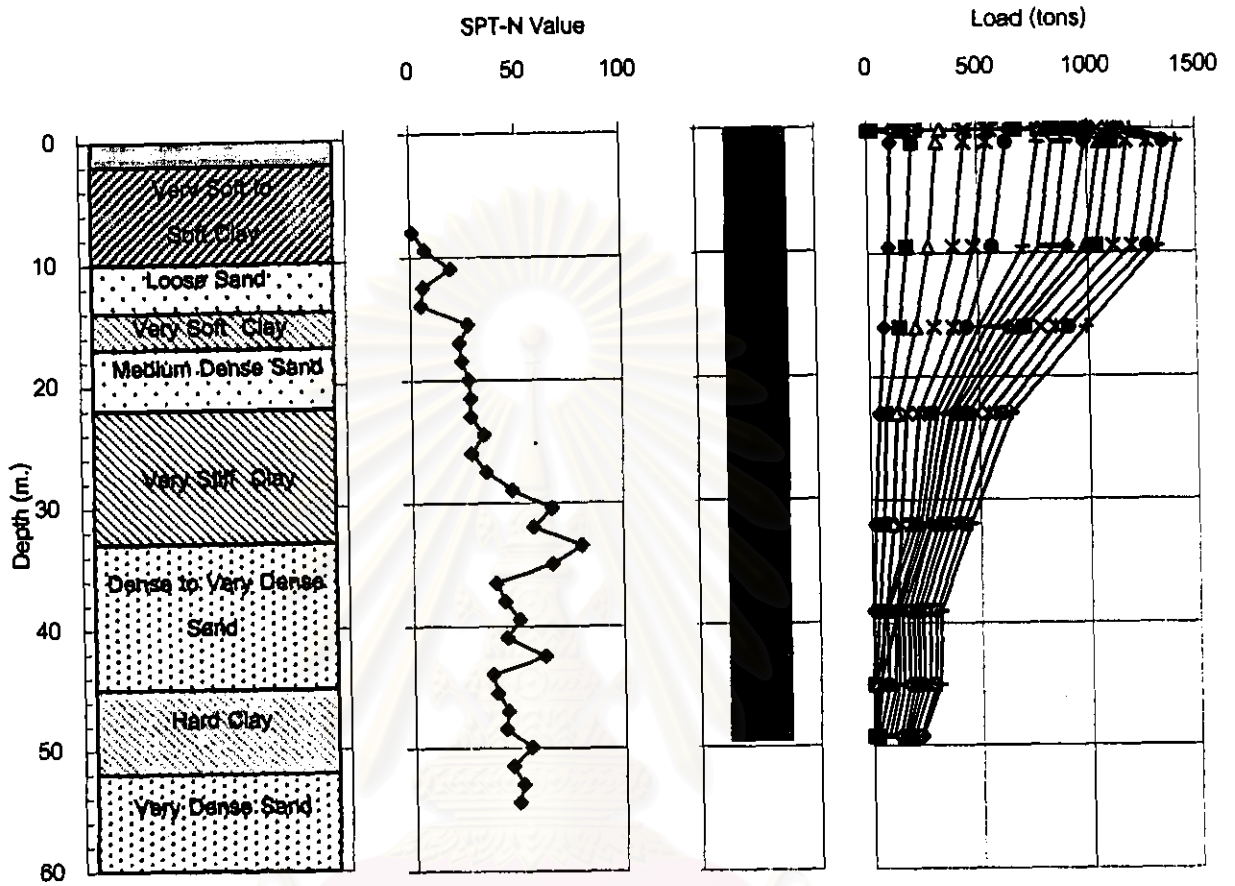 SPT-N Value
Load (tons)
0 50 100
0 500 1000 1500
0
10
20
30
40
50
60
Depth (m.)
Very Soft to
Soft Clay
Loose Sand
Very Soft Clay
Medium Dense Sand
Very Stiff Clay
Dense to Very Dense
Sand
Hard Clay
Very Dense Sand